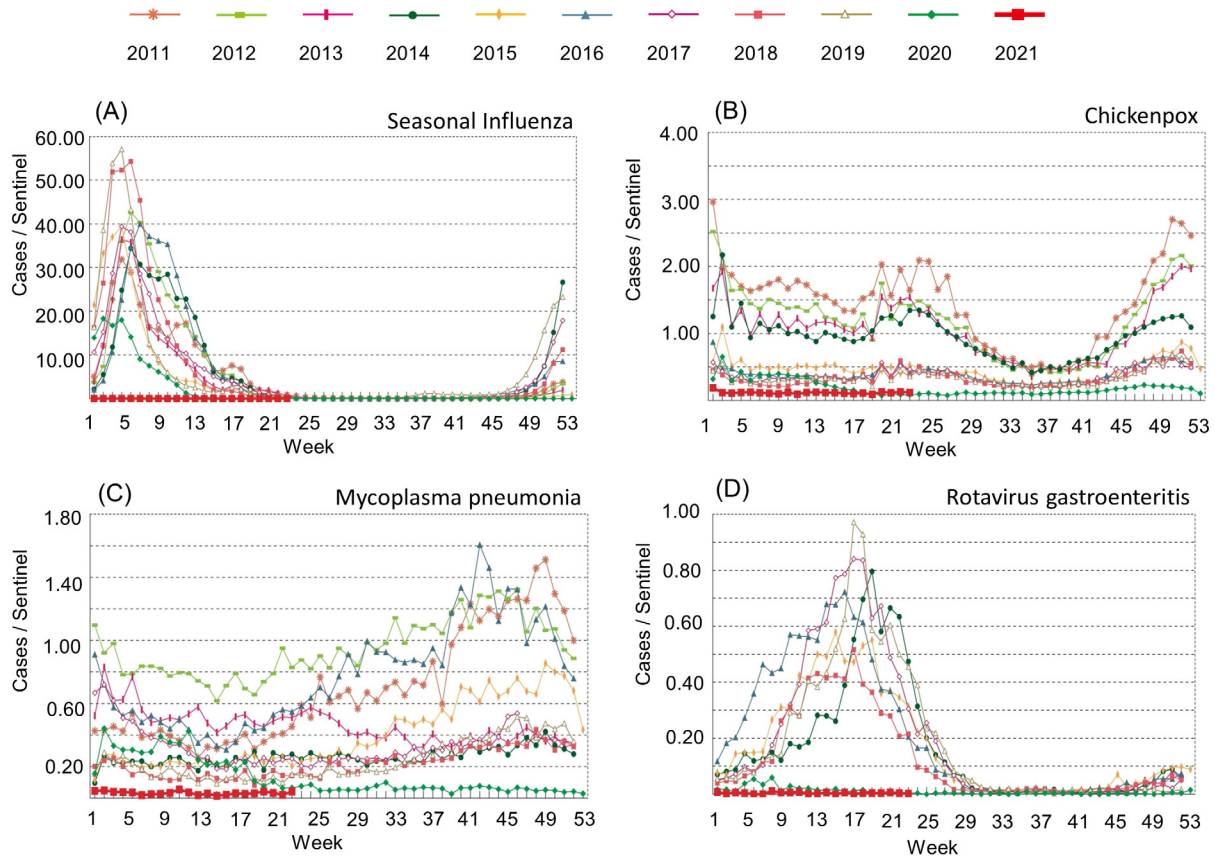 2011 2012 2013 2014 2015 2016 2017 2018 2019 2020 2021
(A)
Seasonal Influenza
60.00
50.00
40.00
30.00
20.00
10.00
Cases / Sentinel
1 5 9 13 17 21 25 29 33 37 41 45 49 53
Week
(B)
Chickenpox
4.00
3.00
2.00
1.00
Cases / Sentinel
1 5 9 13 17 21 25 29 33 37 41 45 49 53
Week
(C)
Mycoplasma pneumonia
1.80
1.40
1.00
0.60
0.20
Cases / Sentinel
1 5 9 13 17 21 25 29 33 37 41 45 49 53
Week
(D)
Rotavirus gastroenteritis
1.00
0.80
0.60
0.40
0.20
Cases / Sentinel
1 5 9 13 17 21 25 29 33 37 41 45 49 53
Week